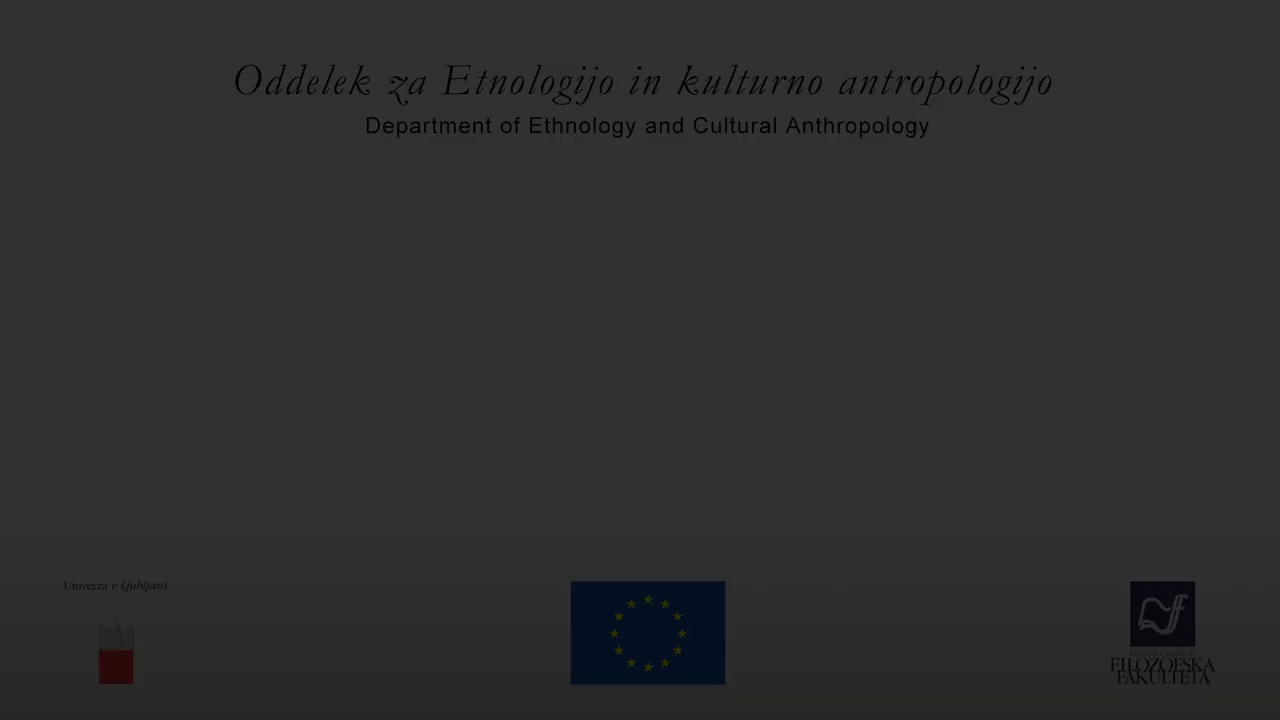 Oddelek za Etnologijo in kulturno antropologijo
Department of Ethnology and Cultural Anthropology
Univerza v Ljubljani
FILOZOFSKA
FAKULTETA